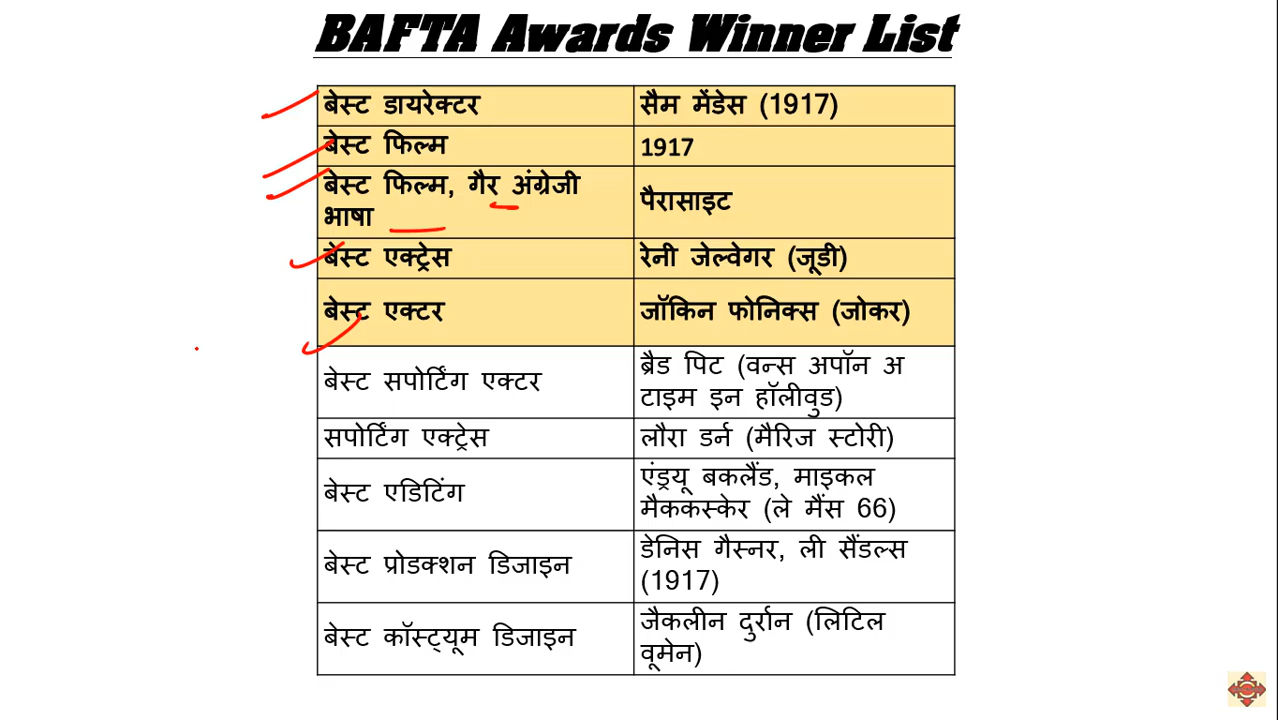 BAFTA Awards Winner List
बेस्ट डायरेक्टर
सैम मेंडेस (1917)
बेस्ट फिल्म
1917
बेस्ट फिल्म, गैर अंग्रेजी
भाषा
पैरासाइट
बेस्ट एक्ट्रेस
रेनी जेल्वेगर (जूडी)
बेस्ट एक्टर
जॉकिन फोनिक्स (जोकर)
बेस्ट सपोर्टिंग एक्टर
ब्रैड पिट (वन्स अपॉन अ
टाइम इन हॉलीवुड)
सपोर्टिंग एक्ट्रेस
लौरा डर्न (मैरिज स्टोरी)
बेस्ट एडिटिंग
एंड्रयू बकलैंड, माइकल
मैककस्केर (ले मैंस 66)
बेस्ट प्रोडक्शन डिजाइन
डेनिस गैस्नर, ली सैंडल्स
(1917)
बेस्ट कॉस्ट्यूम डिजाइन
जैकलीन दुर्रान (लिटिल
वूमेन)